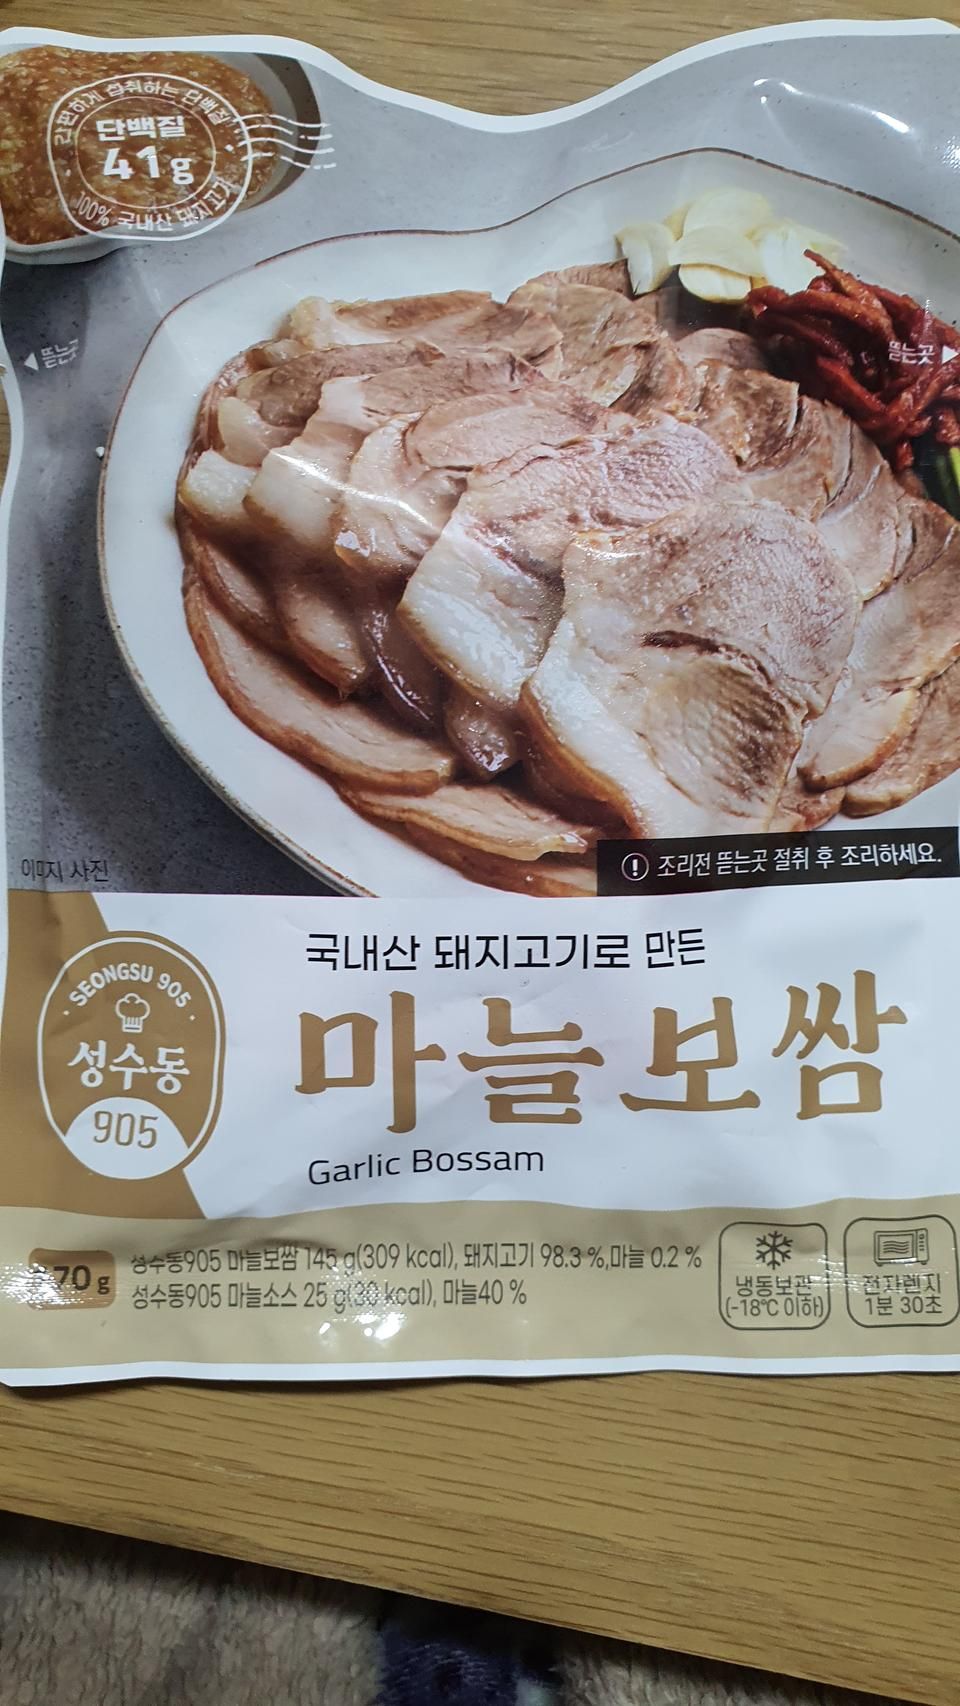 간편하게 섭취하는 단백질
단백질
41 g
100% 국내산 돼지고기
◀ 뜯는곳
뜯는곳 ▶
이미지 사진
! 조리전 뜯는곳 절취 후 조리하세요.
국내산 돼지고기로 만든
마늘보쌈
Garlic Bossam
· SEONGSU 905 ·
성수동
905
70 g
성수동905 마늘보쌈 145 g(309 kcal), 돼지고기 98.3 %,마늘 0.2 %
성수동905 마늘소스 25 g(30 kcal), 마늘40 %
냉동보관
(-18℃ 이하)
전자렌지
1분 30초